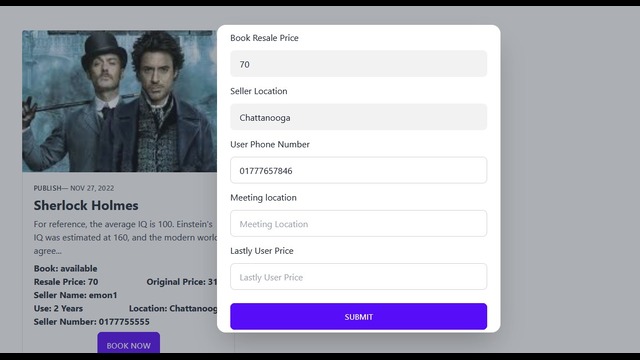 Book Resale Price
70
Seller Location
Chattanooga
User Phone Number
01777657846
Meeting location
Meeting Location
Lastly User Price
Lastly User Price
SUBMIT
PUBLISH— NOV 27, 2022
Sherlock Holmes
For reference, the average IQ is 100. Einstein's
IQ was estimated at 160, and the modern world
agree...
Book: available
Resale Price: 70 Original Price: 31
Seller Name: emon1
Use: 2 Years Location: Chattanoog
Seller Number: 0177755555
BOOK NOW